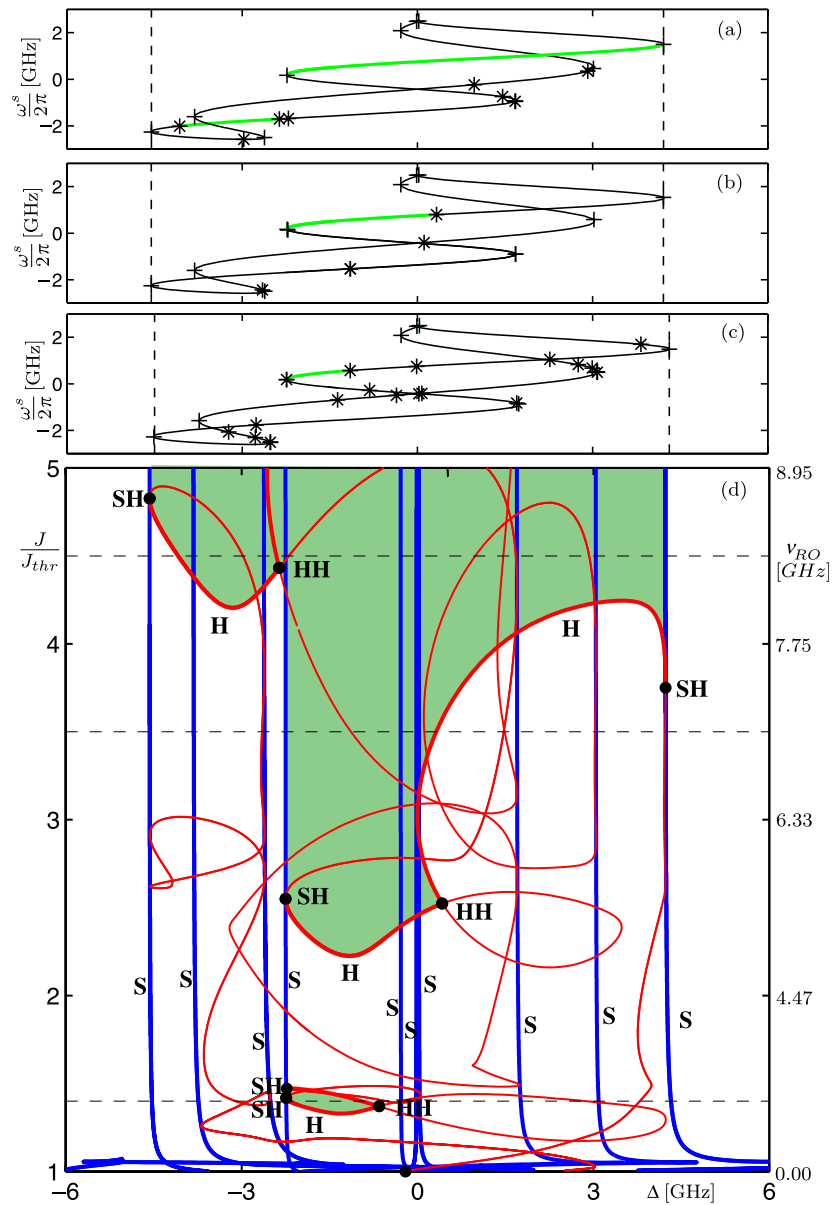 2
0
−2
ω^s/2π [GHz]
(a)
2
0
−2
ω^s/2π [GHz]
(b)
2
0
−2
ω^s/2π [GHz]
(c)
5
8.95
SH
(d)
J/J_thr
ν_RO [GHz]
HH
H
H
4
7.75
SH
3
6.33
SH
HH
H
S
S
S
S
S
S
2
4.47
S
S
S
S
SH
SH
HH
H
1
0.00
−6
−3
0
3
Δ [GHz]
6